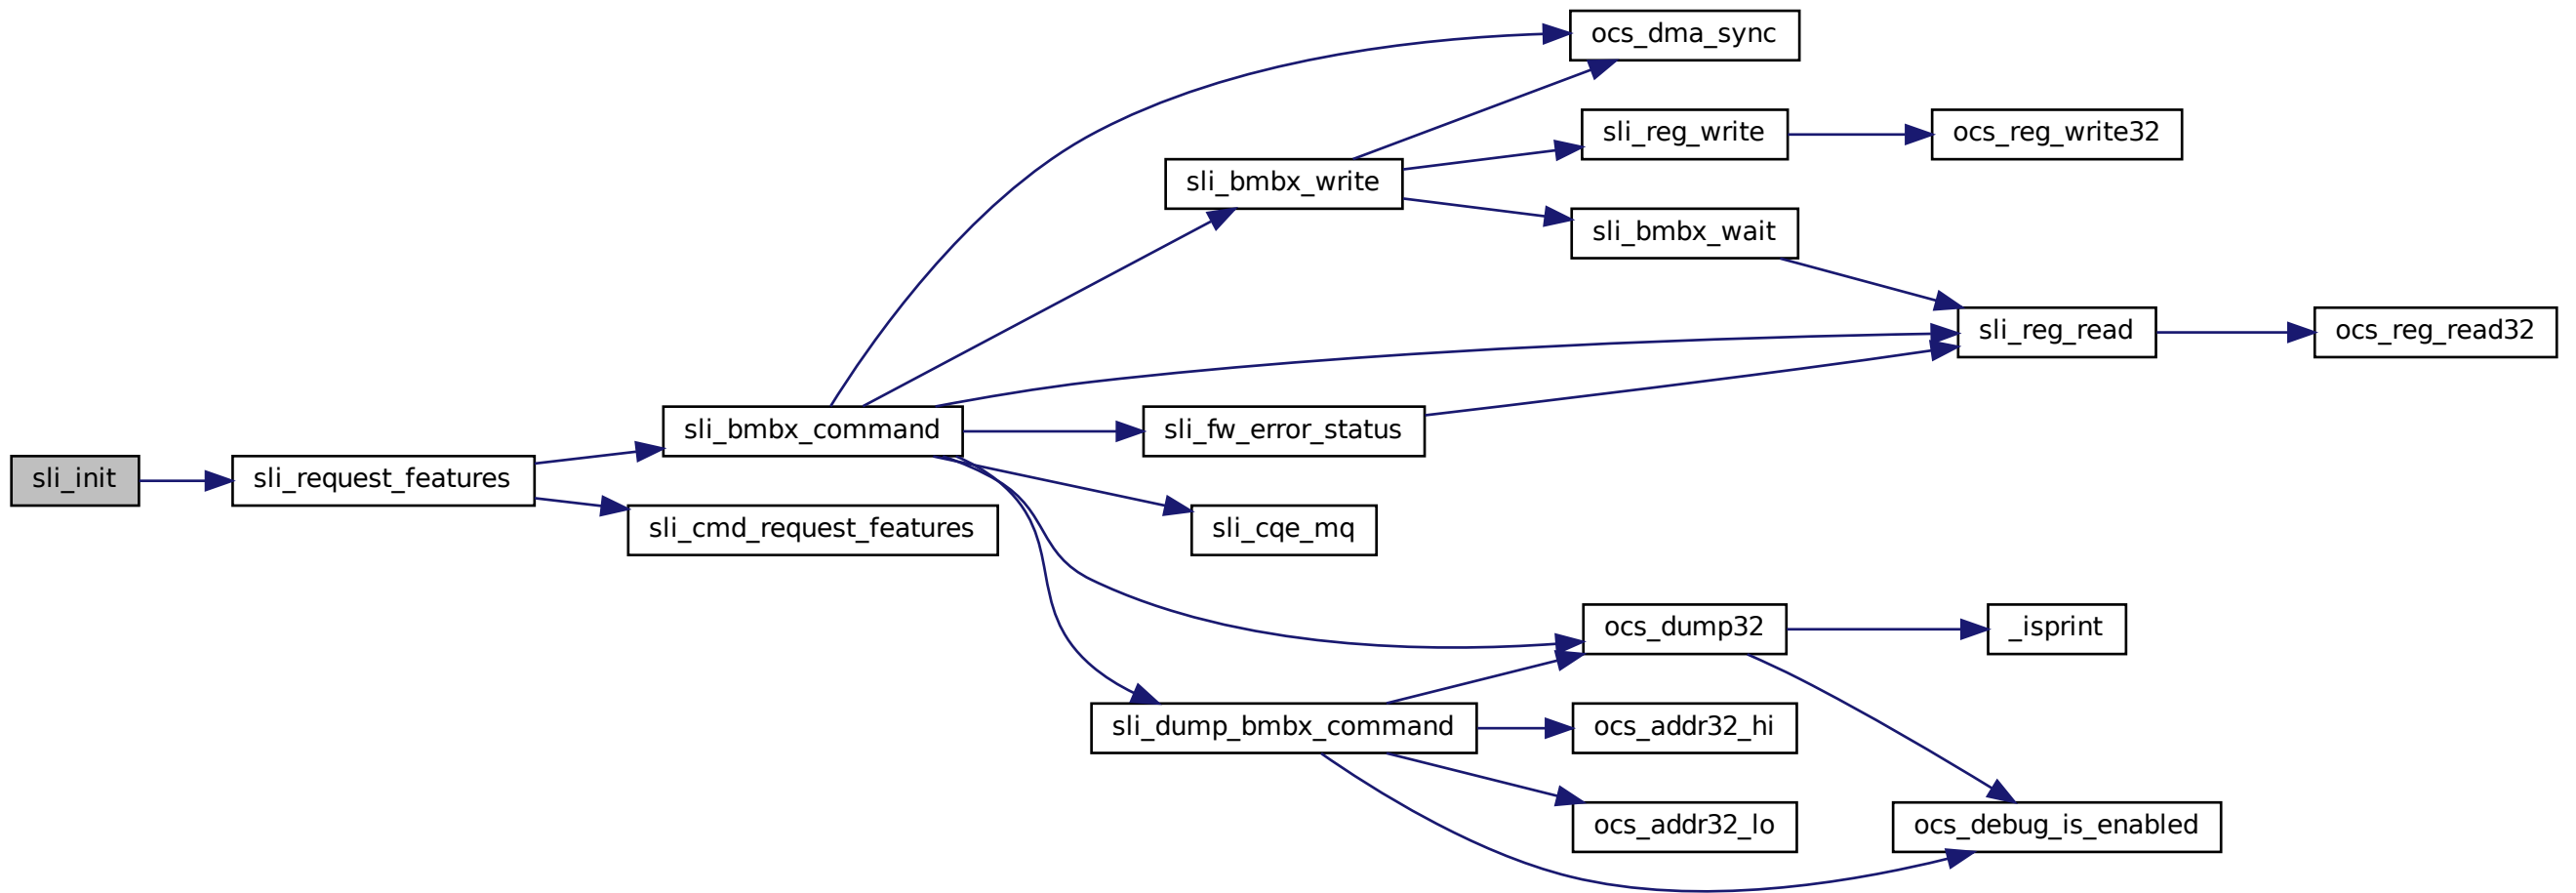 sli_init
sli_request_features
sli_bmbx_command
ocs_dma_sync
sli_bmbx_write
sli_reg_write
ocs_reg_write32
sli_bmbx_wait
sli_reg_read
ocs_reg_read32
sli_fw_error_status
sli_cqe_mq
sli_cmd_request_features
ocs_dump32
_isprint
sli_dump_bmbx_command
ocs_addr32_hi
ocs_addr32_lo
ocs_debug_is_enabled